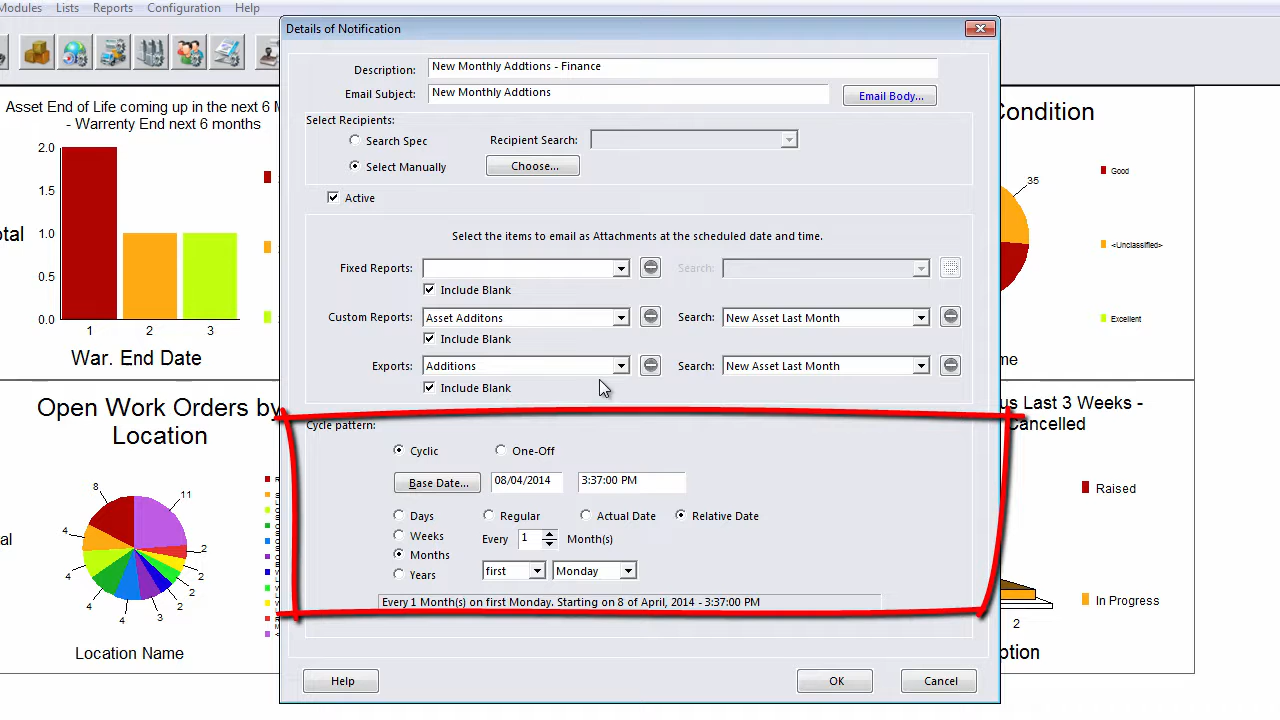 Modules Lists Reports Configuration Help
Details of Notification
Description: New Monthly Addtions - Finance
Email Subject: New Monthly Addtions Email Body...
Select Recipients:
Search Spec Recipient Search:
Select Manually Choose...
Active
Select the items to email as Attachments at the scheduled date and time.
Fixed Reports: Search:
Include Blank
Custom Reports: Asset Additons Search: New Asset Last Month
Include Blank
Exports: Additions Search: New Asset Last Month
Include Blank
Cycle pattern:
Cyclic One-Off
Base Date... 08/04/2014 3:37:00 PM
Days Regular Actual Date Relative Date
Weeks Every 1 Month(s)
Months
Years first Monday
Every 1 Month(s) on first Monday. Starting on 8 of April, 2014 - 3:37:00 PM
Help OK Cancel
Asset End of Life coming up in the next 6
- Warrenty End next 6 months
2.0
1.5
1.0
0.5
0.0
1 2 3
War. End Date
Open Work Orders by
Location
8 11
4 2
4 2
4 2
4 3 2
Location Name
Condition
35
Good
<Unclassified>
Excellent
Last 3 Weeks -
Cancelled
Raised
In Progress
2